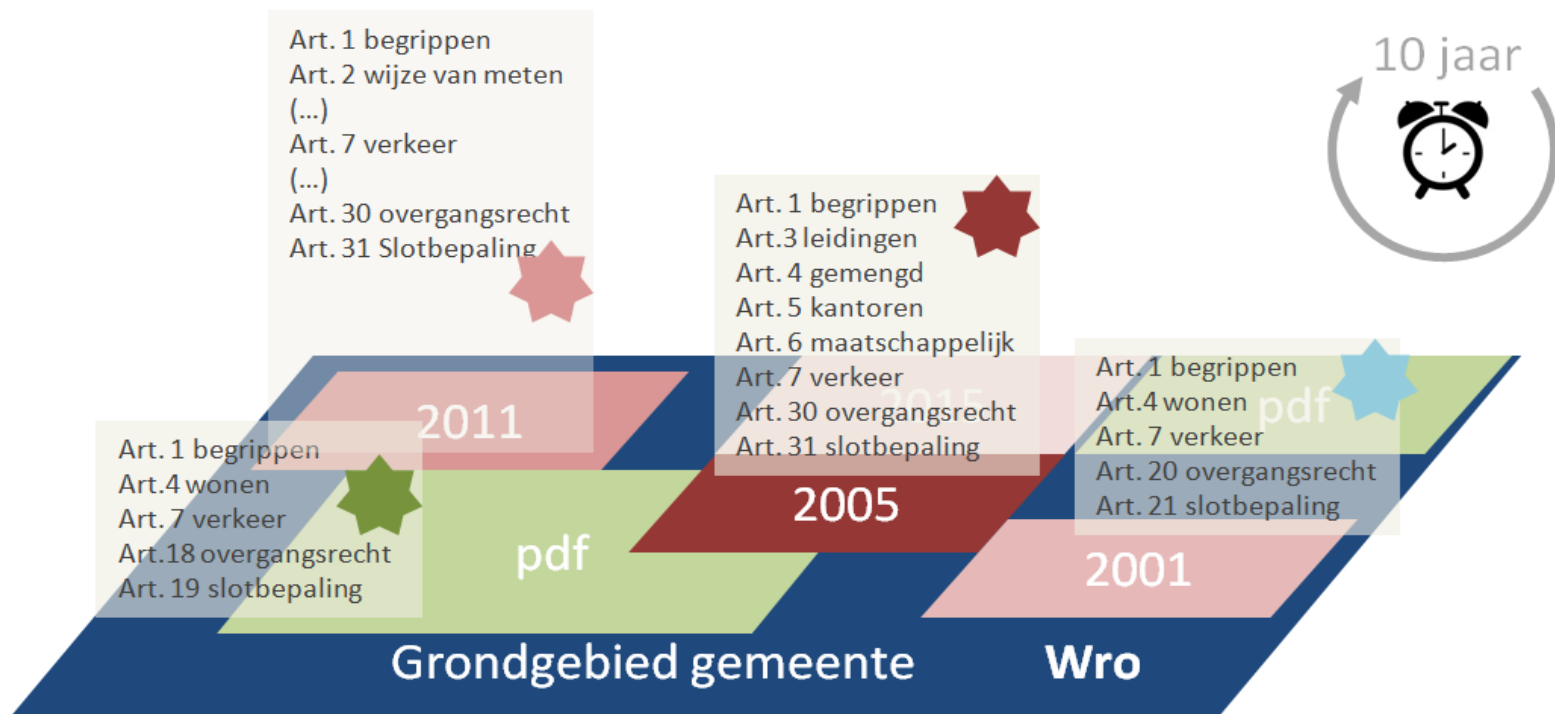 Art. 1 begrippen
Art. 2 wijze van meten
(...)
Art. 7 verkeer
(...)
Art. 30 overgangsrecht
Art. 31 Slotbepaling
10 jaar
Art. 1 begrippen
Art.3 leidingen
Art. 4 gemengd
Art. 5 kantoren
Art. 6 maatschappelijk
Art. 7 verkeer
Art. 30 overgangsrecht
Art. 31 slotbepaling
Art. 1 begrippen
Art.4 wonen
Art. 7 verkeer
Art. 20 overgangsrecht
Art. 21 slotbepaling
Art. 1 begrippen
Art.4 wonen
Art. 7 verkeer
Art.18 overgangsrecht
Art. 19 slotbepaling
2011
2015
pdf
pdf
2005
2001
Grondgebied gemeente
Wro